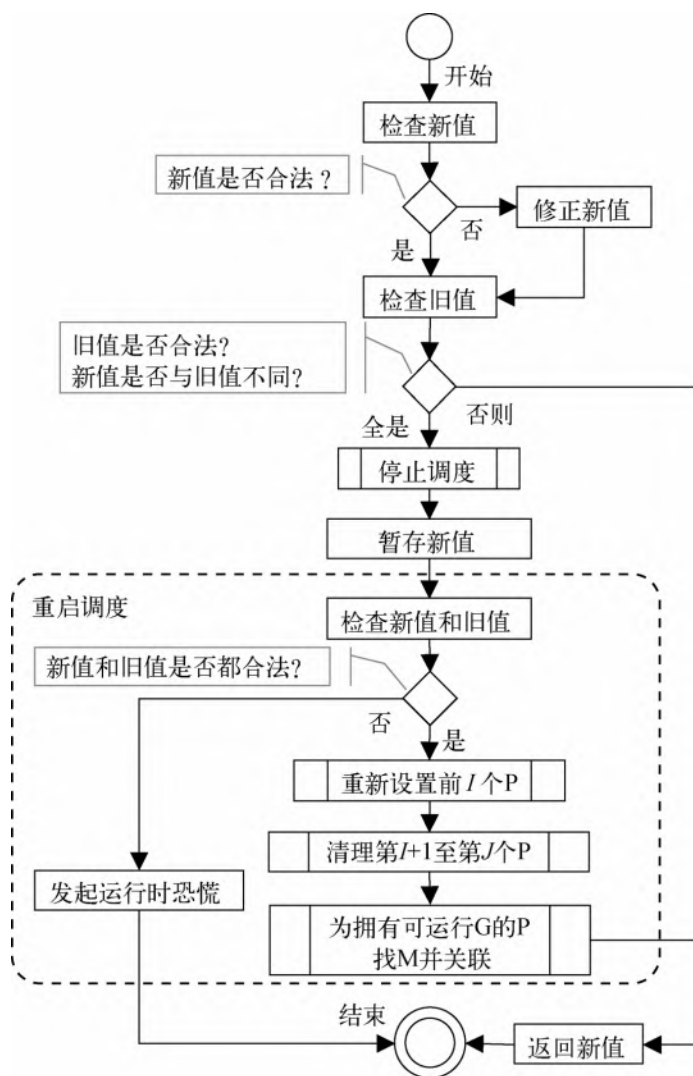 开始
检查新值
新值是否合法？
否
修正新值
是
检查旧值
旧值是否合法？
新值是否与旧值不同？
否则
全是
停止调度
暂存新值
重启调度
检查新值和旧值
新值和旧值是否都合法？
否
是
重新设置前I个P
清理第I+1至第J个P
发起运行时恐慌
为拥有可运行G的P
找M并关联
结束
返回新值